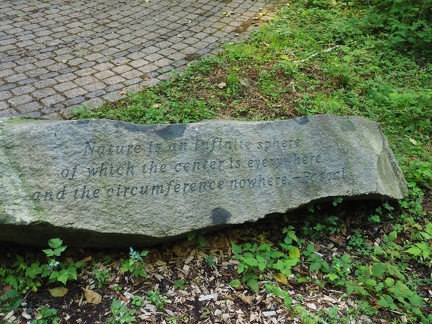 Nature is an infinite sphere
of which the center is everywhere
and the circumference nowhere. -Pascal